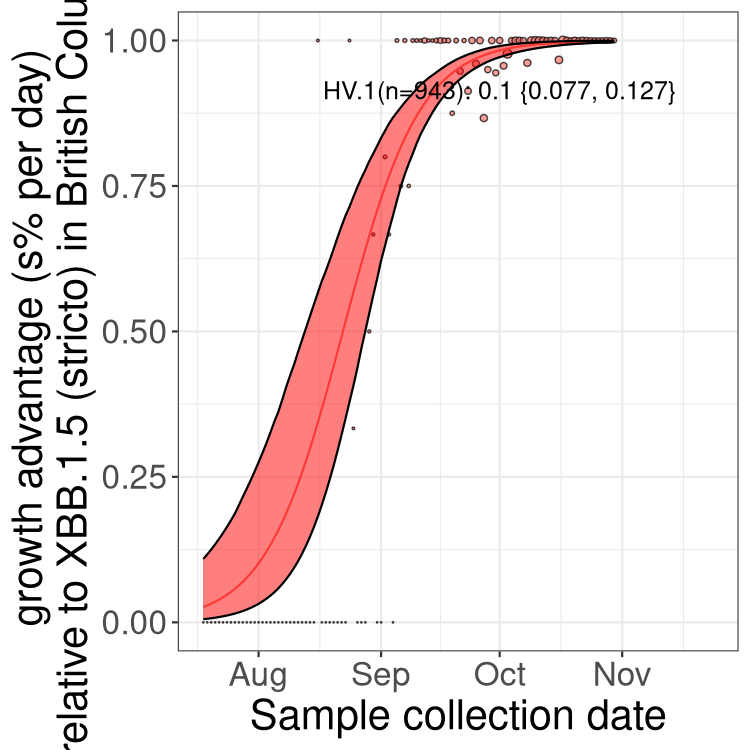 growth advantage (s% per day)
relative to XBB.1.5 (stricto) in British Colu
1.00
0.75
0.50
0.25
0.00
HV.1(n=943): 0.1 {0.077, 0.127}
Aug Sep Oct Nov
Sample collection date